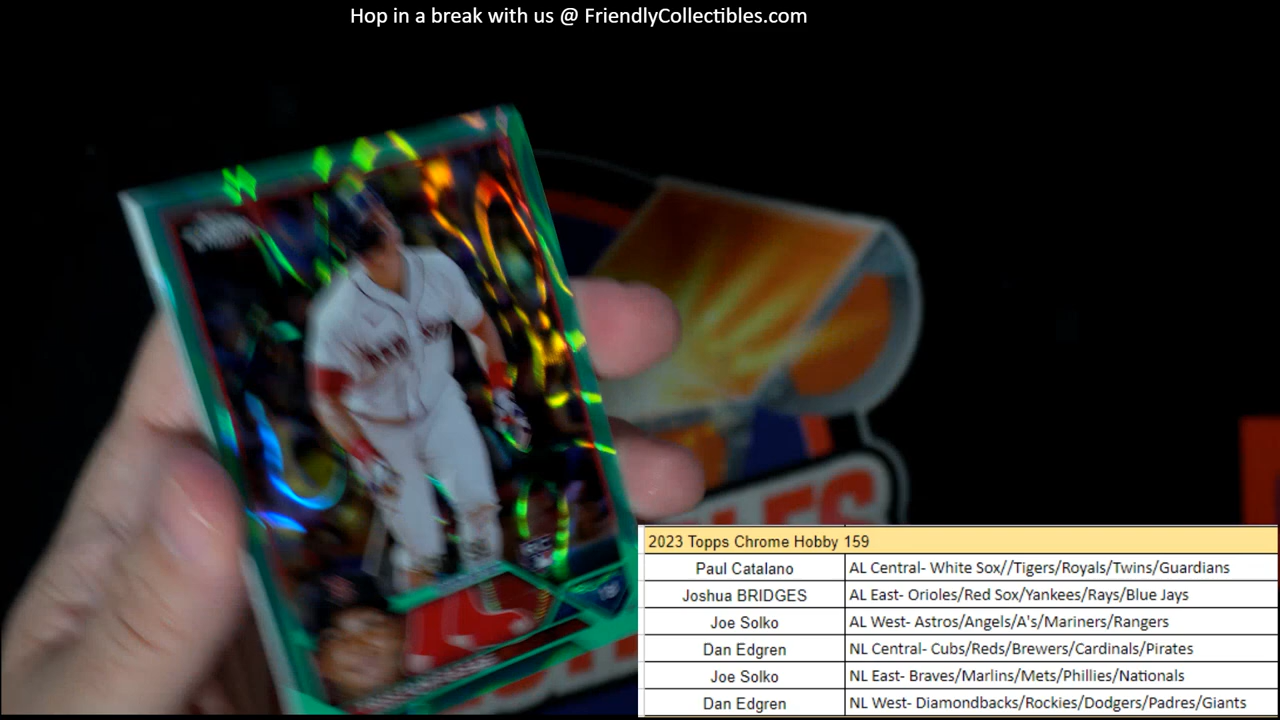 Hop in a break with us @ FriendlyCollectibles.com
2023 Topps Chrome Hobby 159
Paul Catalano AL Central- White Sox//Tigers/Royals/Twins/Guardians
Joshua BRIDGES AL East- Orioles/Red Sox/Yankees/Rays/Blue Jays
Joe Solko AL West- Astros/Angels/A's/Mariners/Rangers
Dan Edgren NL Central- Cubs/Reds/Brewers/Cardinals/Pirates
Joe Solko NL East- Braves/Marlins/Mets/Phillies/Nationals
Dan Edgren NL West- Diamondbacks/Rockies/Dodgers/Padres/Giants